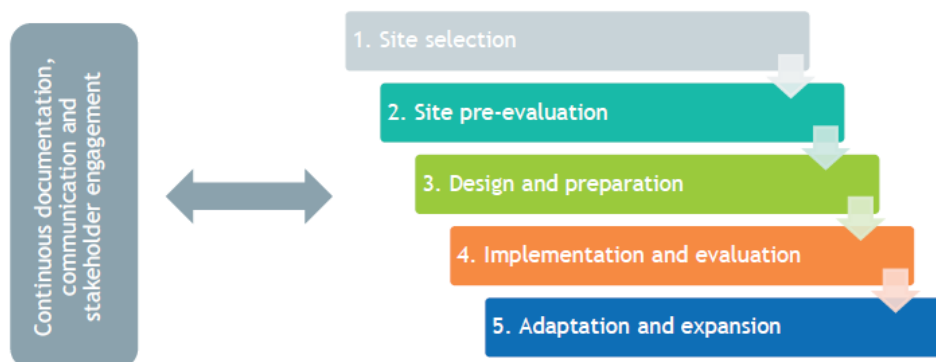 Continuous documentation,
communication and
stakeholder engagement
1. Site selection
2. Site pre-evaluation
3. Design and preparation
4. Implementation and evaluation
5. Adaptation and expansion